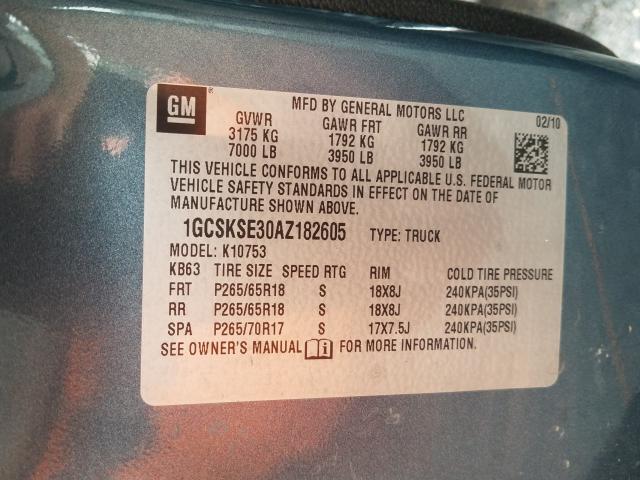 GM
MFD BY GENERAL MOTORS LLC
02/10
GVWR GAWR FRT GAWR RR
3175 KG 1792 KG 1792 KG
7000 LB 3950 LB 3950 LB
THIS VEHICLE CONFORMS TO ALL APPLICABLE U.S. FEDERAL MOTOR
VEHICLE SAFETY STANDARDS IN EFFECT ON THE DATE OF
MANUFACTURE SHOWN ABOVE.
1GCSKSE30AZ182605 TYPE: TRUCK
MODEL: K10753
KB63 TIRE SIZE SPEED RTG RIM COLD TIRE PRESSURE
FRT P265/65R18 S 18X8J 240KPA(35PSI)
RR P265/65R18 S 18X8J 240KPA(35PSI)
SPA P265/70R17 S 17X7.5J 240KPA(35PSI)
SEE OWNER'S MANUAL FOR MORE INFORMATION.